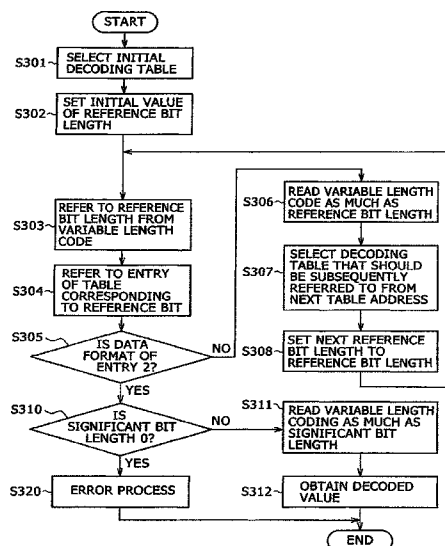 START
S301
SELECT INITIAL
DECODING TABLE
S302
SET INITIAL VALUE
OF REFERENCE BIT
LENGTH
S303
REFER TO REFERENCE
BIT LENGTH FROM
VARIABLE LENGTH
CODE
S304
REFER TO ENTRY
OF TABLE
CORRESPONDING
TO REFERENCE BIT
S305
IS DATA
FORMAT OF
ENTRY 2?
NO
YES
S306
READ VARIABLE LENGTH
CODE AS MUCH AS
REFERENCE BIT LENGTH
S307
SELECT DECODING
TABLE THAT SHOULD
BE SUBSEQUENTLY
REFERRED TO FROM
NEXT TABLE ADDRESS
S308
SET NEXT REFERENCE
BIT LENGTH TO
REFERENCE BIT LENGTH
S310
IS
SIGNIFICANT BIT
LENGTH 0?
NO
YES
S311
READ VARIABLE LENGTH
CODING AS MUCH AS
SIGNIFICANT BIT
LENGTH
S320
ERROR PROCESS
S312
OBTAIN DECODED
VALUE
END